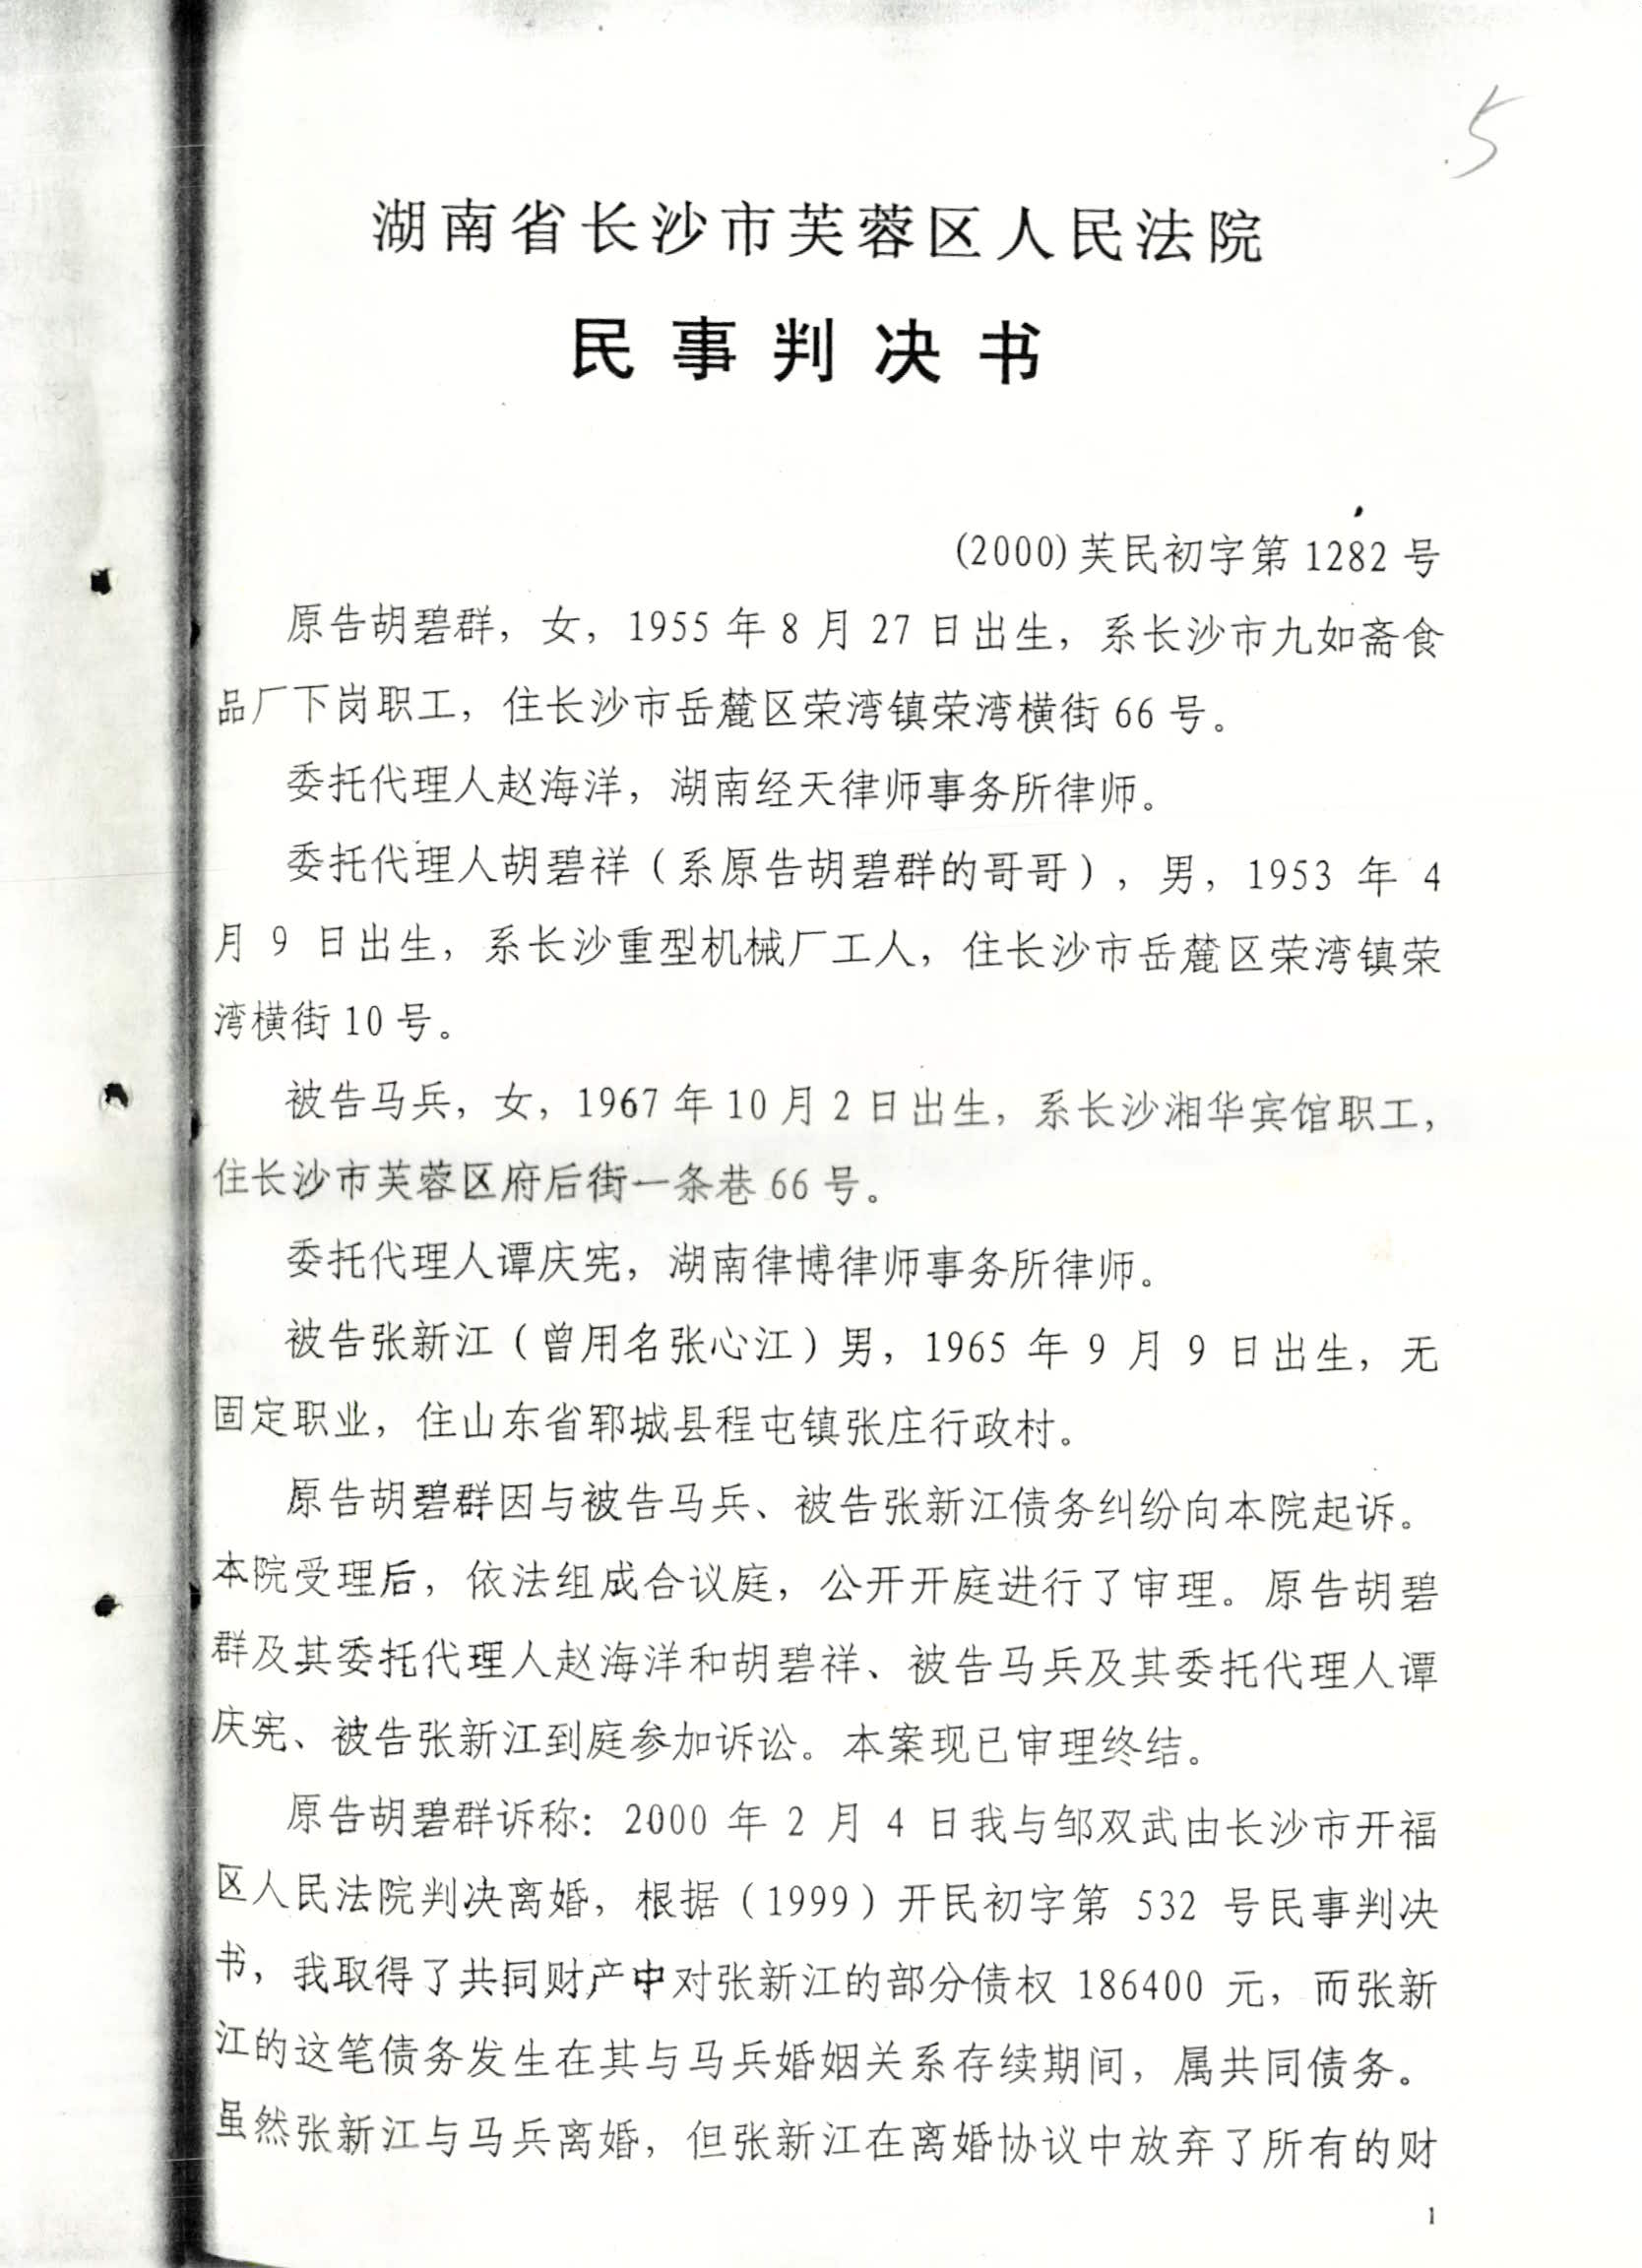 5
湖南省长沙市芙蓉区人民法院
民事判决书
(2000)芙民初字第1282号
原告胡碧群，女，1955年8月27日出生，系长沙市九如斋食
品厂下岗职工，住长沙市岳麓区荣湾镇荣湾横街66号。
委托代理人赵海洋，湖南经天律师事务所律师。
委托代理人胡碧祥（系原告胡碧群的哥哥），男，1953年4
月9日出生，系长沙重型机械厂工人，住长沙市岳麓区荣湾镇荣
湾横街10号。
被告马兵，女，1967年10月2日出生，系长沙湘华宾馆职工，
住长沙市芙蓉区府后街一条巷66号。
委托代理人谭庆宪，湖南律博律师事务所律师。
被告张新江（曾用名张心江）男，1965年9月9日出生，无
固定职业，住山东省郓城县程屯镇张庄行政村。
原告胡碧群因与被告马兵、被告张新江债务纠纷向本院起诉。
本院受理后，依法组成合议庭，公开开庭进行了审理。原告胡碧
群及其委托代理人赵海洋和胡碧祥、被告马兵及其委托代理人谭
庆宪、被告张新江到庭参加诉讼。本案现已审理终结。
原告胡碧群诉称：2000年2月4日我与邹双武由长沙市开福
区人民法院判决离婚，根据（1999）开民初字第532号民事判决
书，我取得了共同财产中对张新江的部分债权186400元，而张新
江的这笔债务发生在其与马兵婚姻关系存续期间，属共同债务。
虽然张新江与马兵离婚，但张新江在离婚协议中放弃了所有的财
1